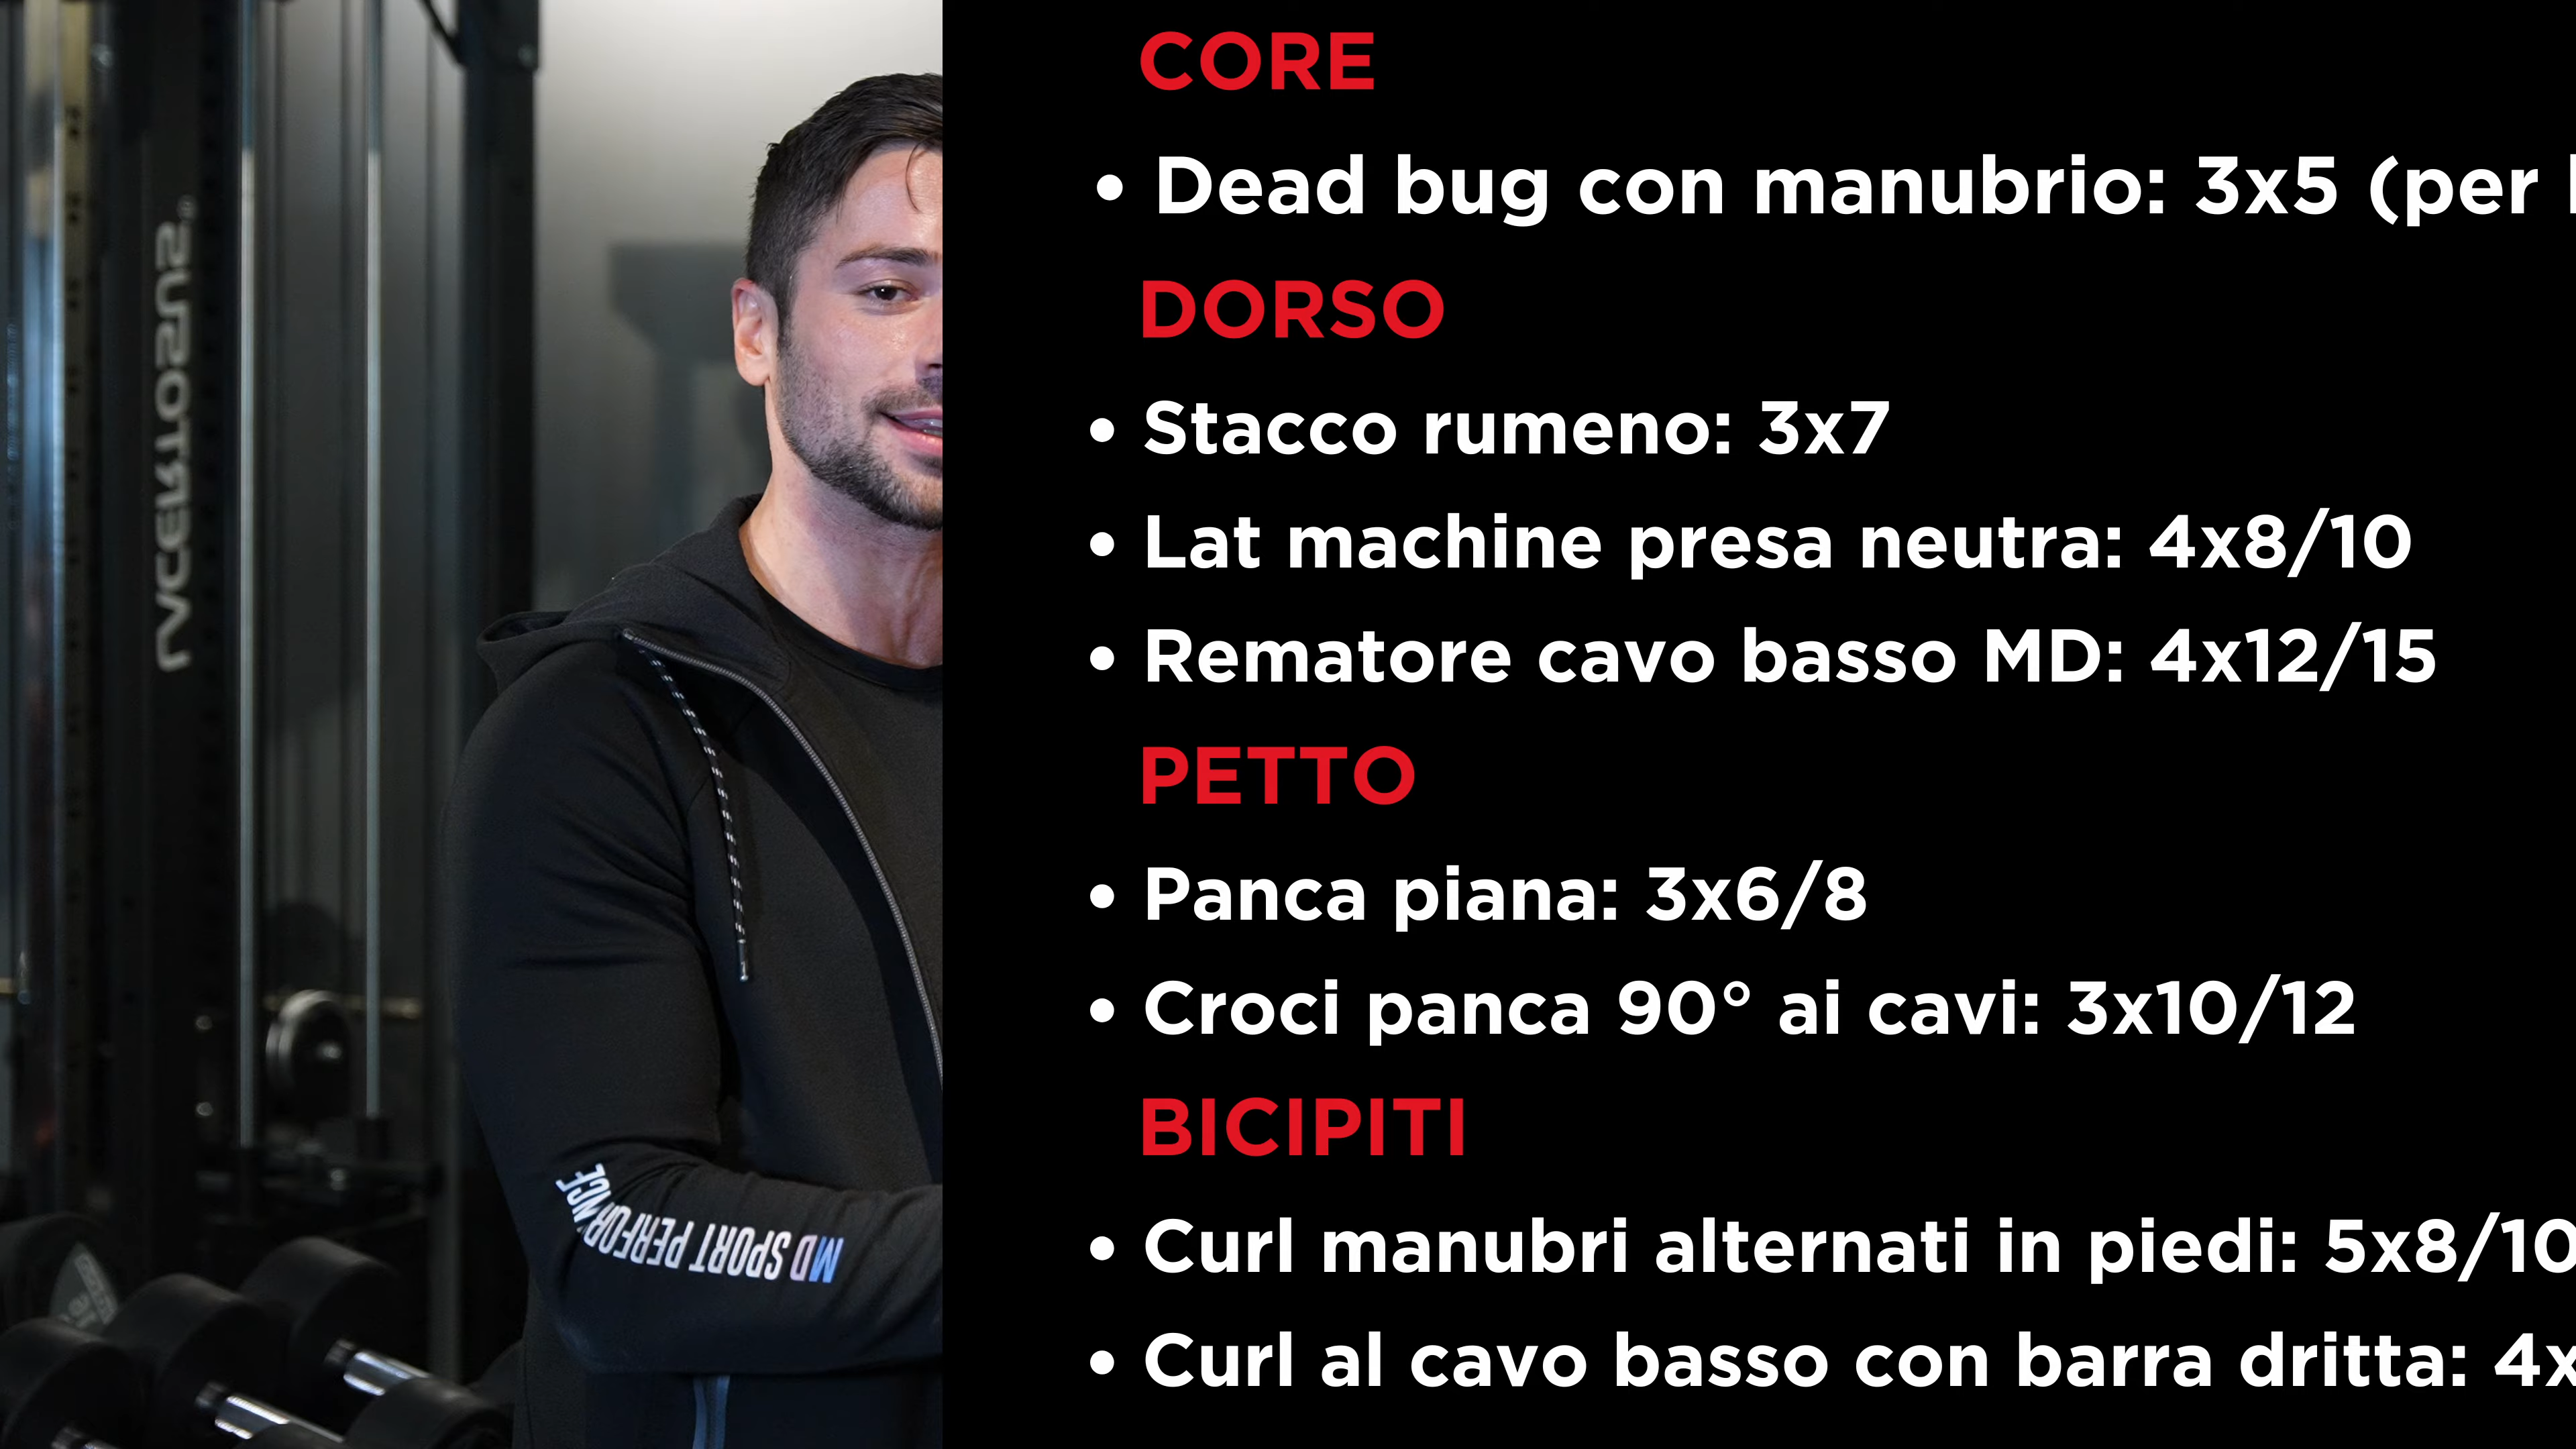 CORE
• Dead bug con manubrio: 3x5 (per
DORSO
• Stacco rumeno: 3x7
• Lat machine presa neutra: 4x8/10
• Rematore cavo basso MD: 4x12/15
PETTO
• Panca piana: 3x6/8
• Croci panca 90° ai cavi: 3x10/12
BICIPITI
• Curl manubri alternati in piedi: 5x8/10
• Curl al cavo basso con barra dritta: 4x
LACERTOSUS®
MD SPORT PERFORMANCE